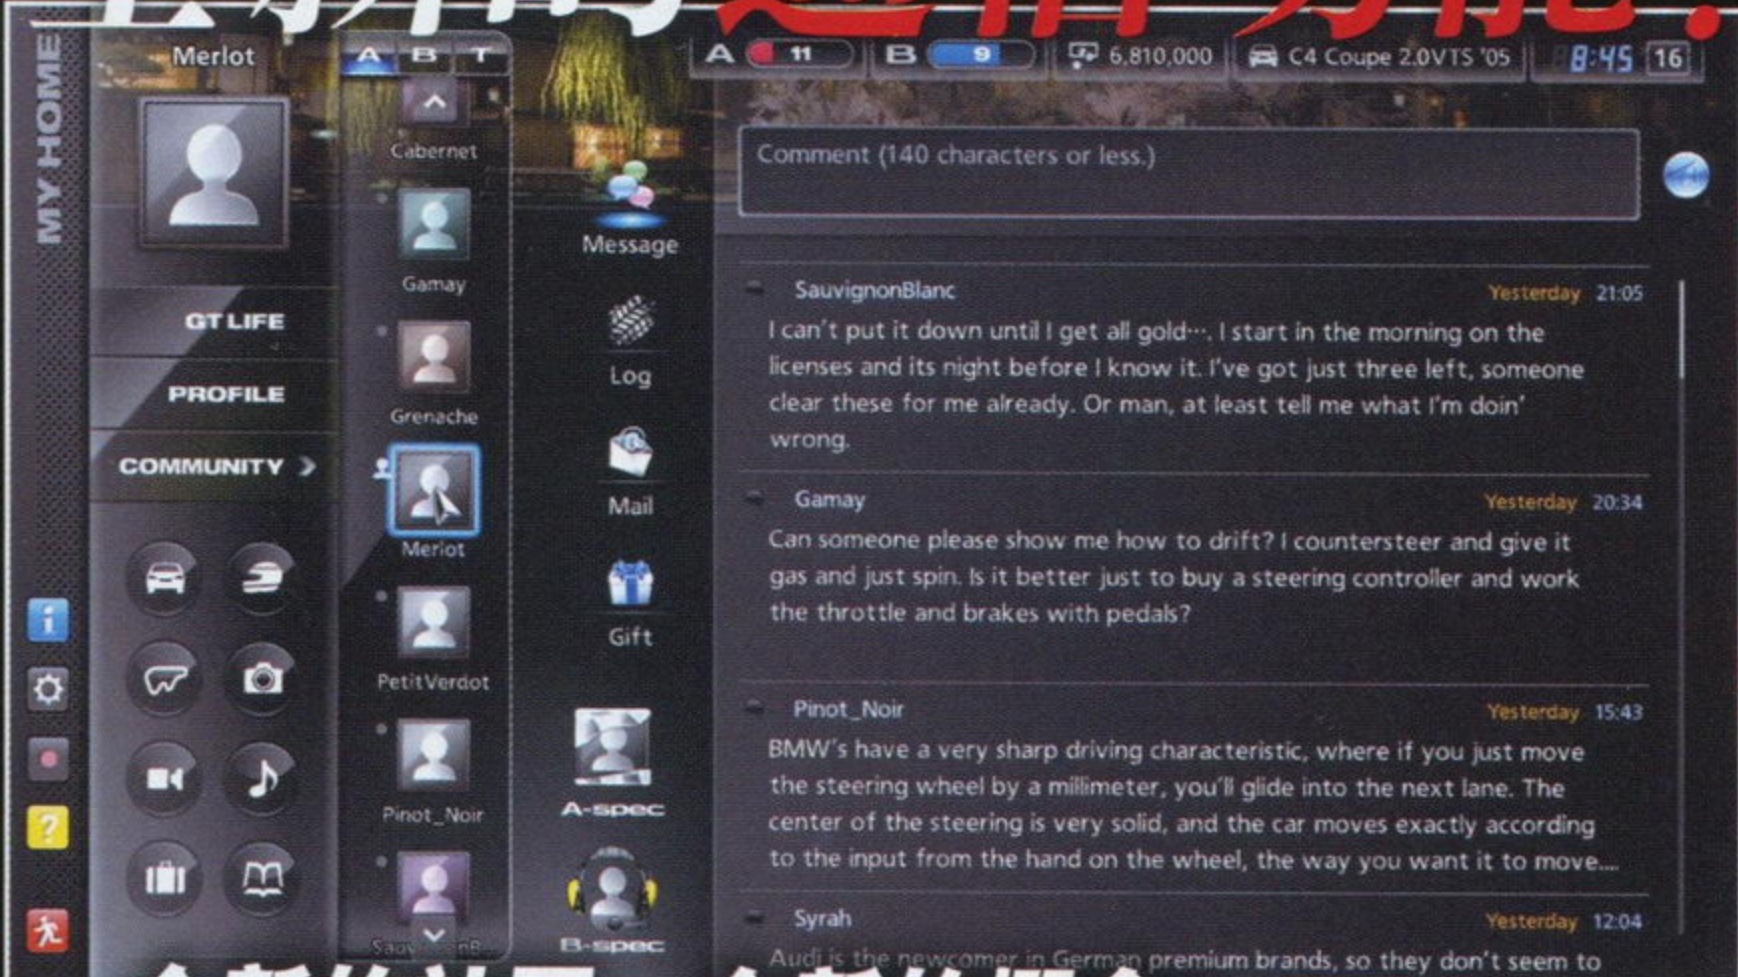 MY HOME
Merlot
A B T
A 11
B 9
6,810,000
C4 Coupe 2.0VTS '05
8:45 16
Cabernet
Gamay
Grenache
Merlot
PetitVerdot
Pinot_Noir
GT LIFE
PROFILE
COMMUNITY
Message
Log
Mail
Gift
A-spec
B-spec
Comment (140 characters or less.)
SauvignonBlanc Yesterday 21:05
I can't put it down until I get all gold···. I start in the morning on the
licenses and its night before I know it. I've got just three left, someone
clear these for me already. Or man, at least tell me what I'm doin'
wrong.
Gamay Yesterday 20:34
Can someone please show me how to drift? I countersteer and give it
gas and just spin. Is it better just to buy a steering controller and work
the throttle and brakes with pedals?
Pinot_Noir Yesterday 15:43
BMW's have a very sharp driving characteristic, where if you just move
the steering wheel by a millimeter, you'll glide into the next lane. The
center of the steering is very solid, and the car moves exactly according
to the input from the hand on the wheel, the way you want it to move....
Syrah Yesterday 12:04
Audi is the newcomer in German premium brands, so they don't seem to